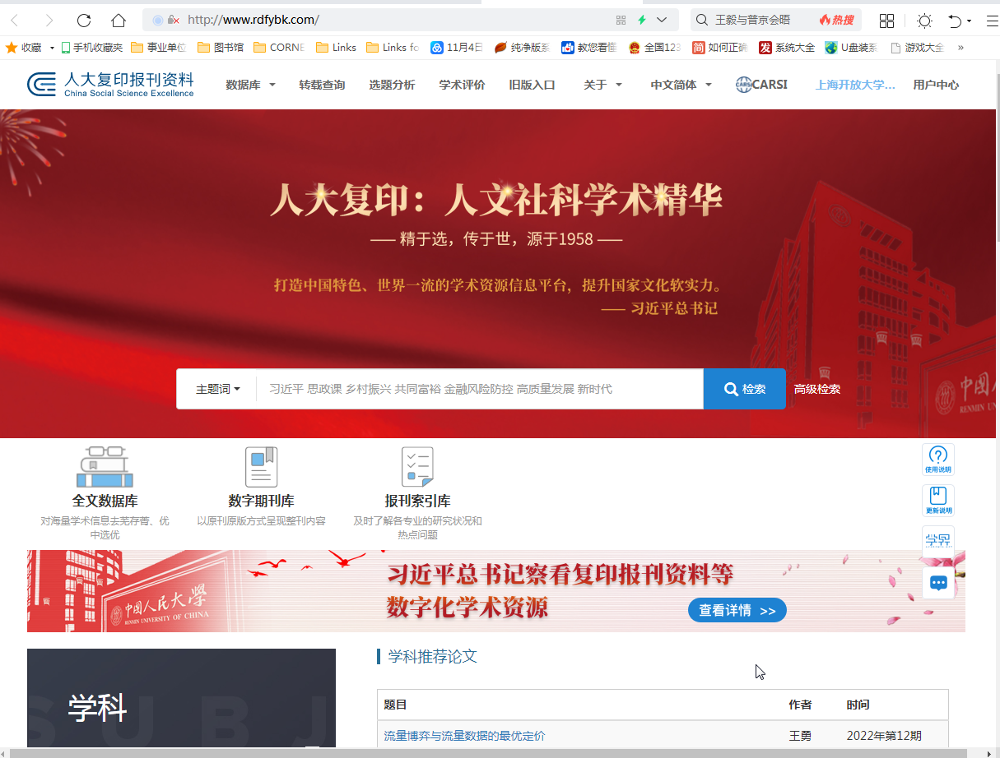 http://www.rdfybk.com/
王毅与普京会晤
热搜
收藏
手机收藏夹
事业单位
图书馆
CORNE
Links
Links fo
11月4日
纯净版系
教您看懂
全国123
如何正确
系统大全
U盘装系
游戏大全
人大复印报刊资料
China Social Science Excellence
数据库
转载查询
选题分析
学术评价
旧版入口
关于
中文简体
CARSI
上海开放大学...
用户中心
人大复印：人文社科学术精华
—— 精于选，传于世，源于1958 ——
打造中国特色、世界一流的学术资源信息平台，提升国家文化软实力。
—— 习近平总书记
主题词
习近平 思政课 乡村振兴 共同富裕 金融风险防控 高质量发展 新时代
检索
高级检索
全文数据库
对海量学术信息去芜存菁、优
中选优
数字期刊库
以原刊原版方式呈现整刊内容
报刊索引库
及时了解各专业的研究状况和
热点问题
使用说明
更新说明
学界
中国人民大学
RENMIN UNIVERSITY OF CHINA
习近平总书记察看复印报刊资料等
数字化学术资源
查看详情 >>
学科
SUBJ
学科推荐论文
题目
作者
时间
流量博弈与流量数据的最优定价
王勇
2022年第12期